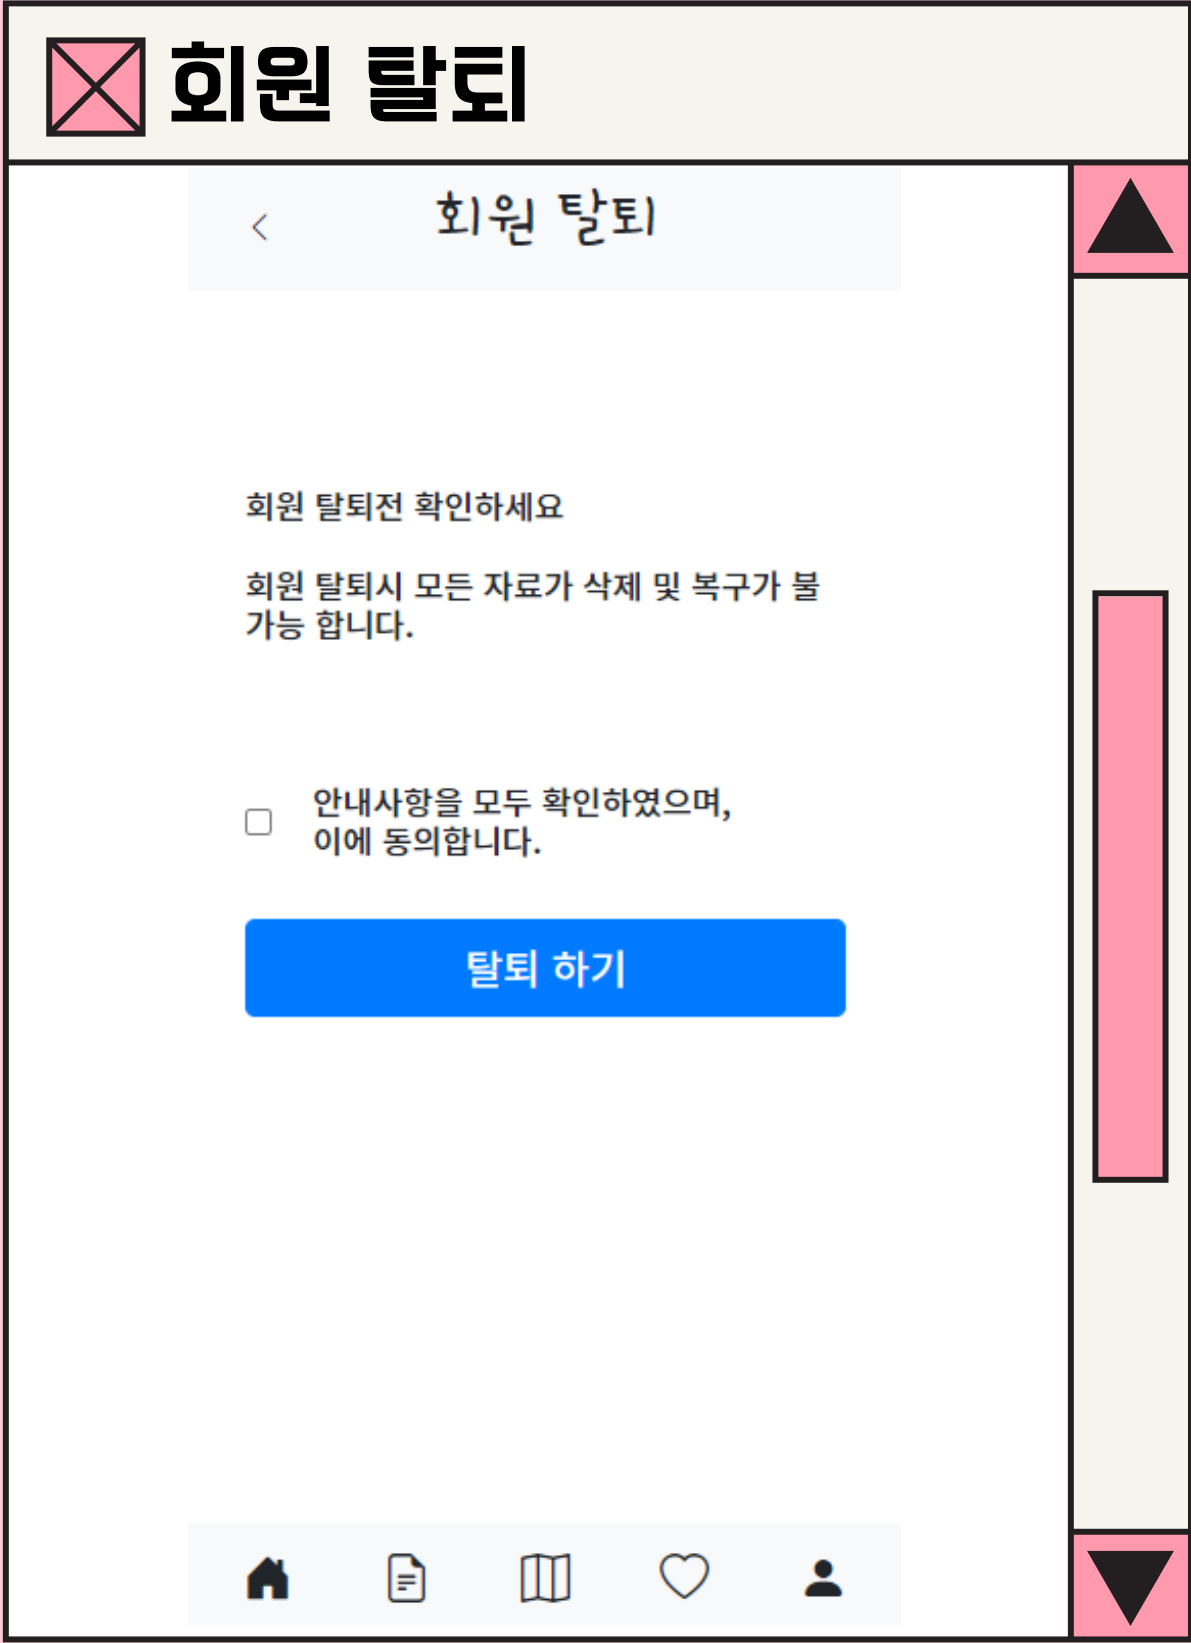 회원 탈퇴
회원 탈퇴
회원 탈퇴전 확인하세요
회원 탈퇴시 모든 자료가 삭제 및 복구가 불
가능 합니다.
안내사항을 모두 확인하였으며,
이에 동의합니다.
탈퇴 하기